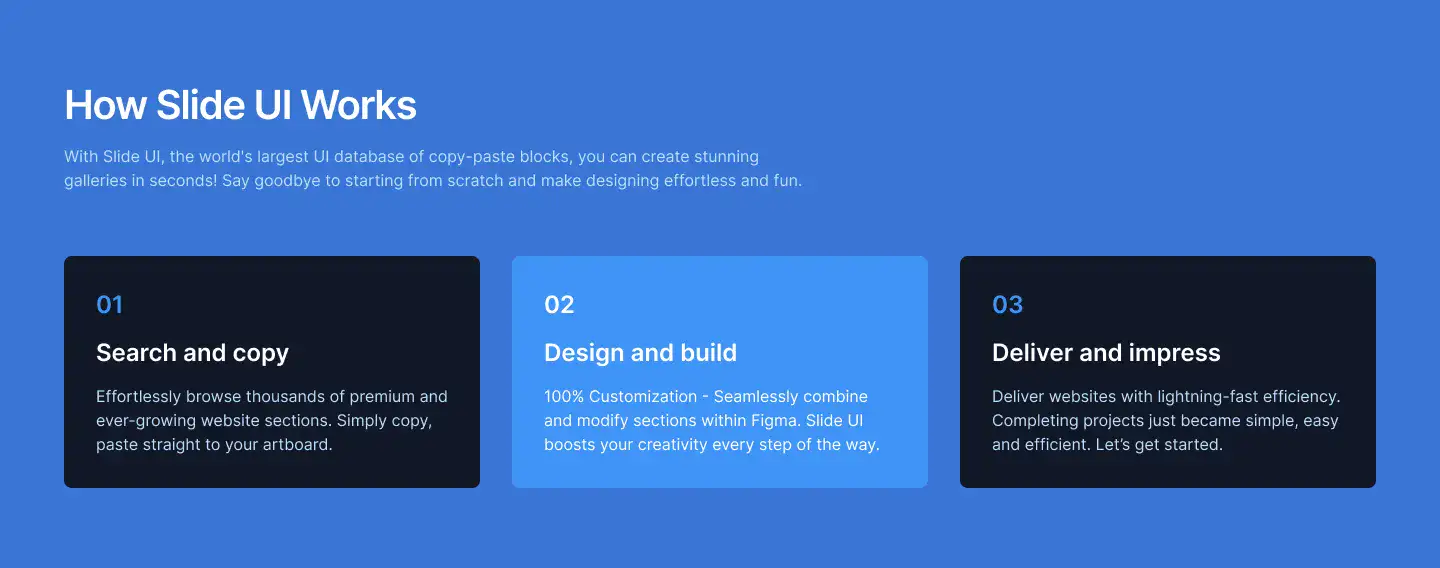 How Slide UI Works
With Slide UI, the world's largest UI database of copy-paste blocks, you can create stunning
galleries in seconds! Say goodbye to starting from scratch and make designing effortless and fun.
01
Search and copy
Effortlessly browse thousands of premium and
ever-growing website sections. Simply copy,
paste straight to your artboard.
02
Design and build
100% Customization - Seamlessly combine
and modify sections within Figma. Slide UI
boosts your creativity every step of the way.
03
Deliver and impress
Deliver websites with lightning-fast efficiency.
Completing projects just became simple, easy
and efficient. Let’s get started.